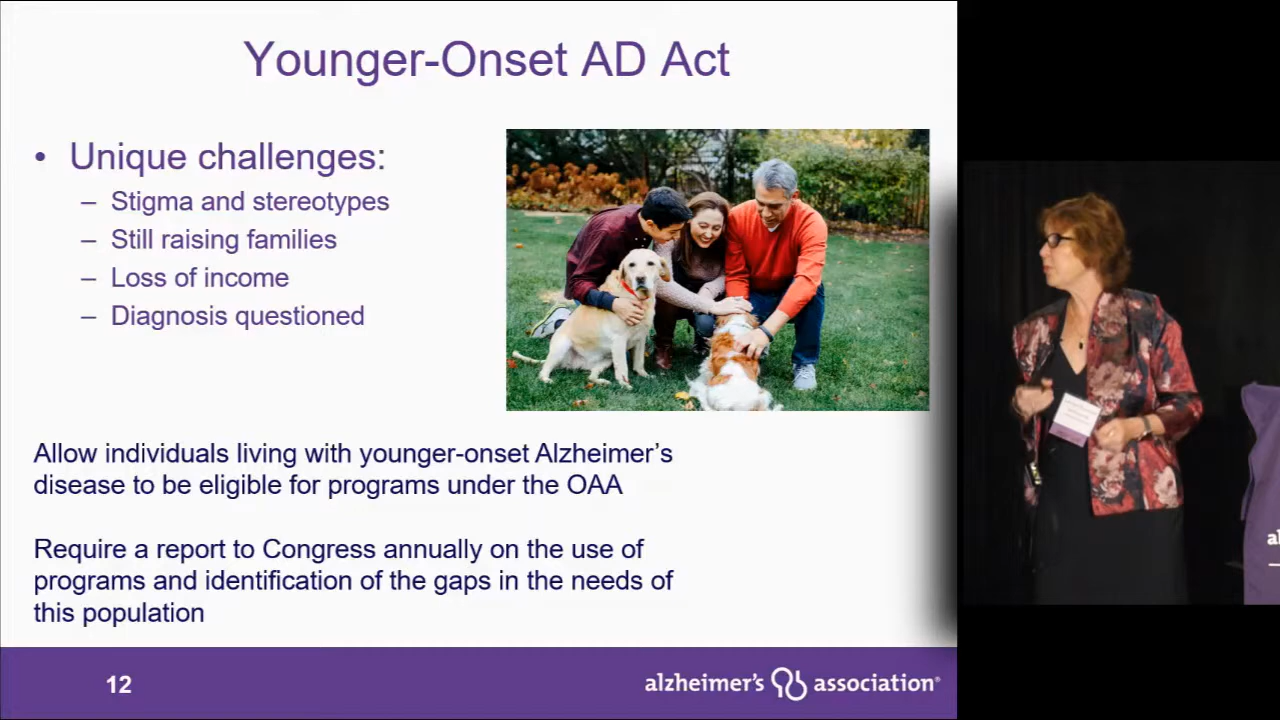 Younger-Onset AD Act
• Unique challenges:
– Stigma and stereotypes
– Still raising families
– Loss of income
– Diagnosis questioned
Allow individuals living with younger-onset Alzheimer's
disease to be eligible for programs under the OAA
Require a report to Congress annually on the use of
programs and identification of the gaps in the needs of
this population
12
alzheimer's association®
al